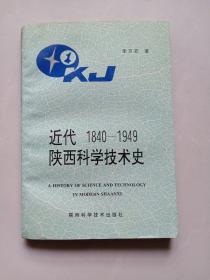 KJ
著
近代 1840—1949
陕西科学技术史
A HISTORY OF SCIENCE AND TECHNOLOGY
IN MODERN SHAANXI
陕西科学技术出版社